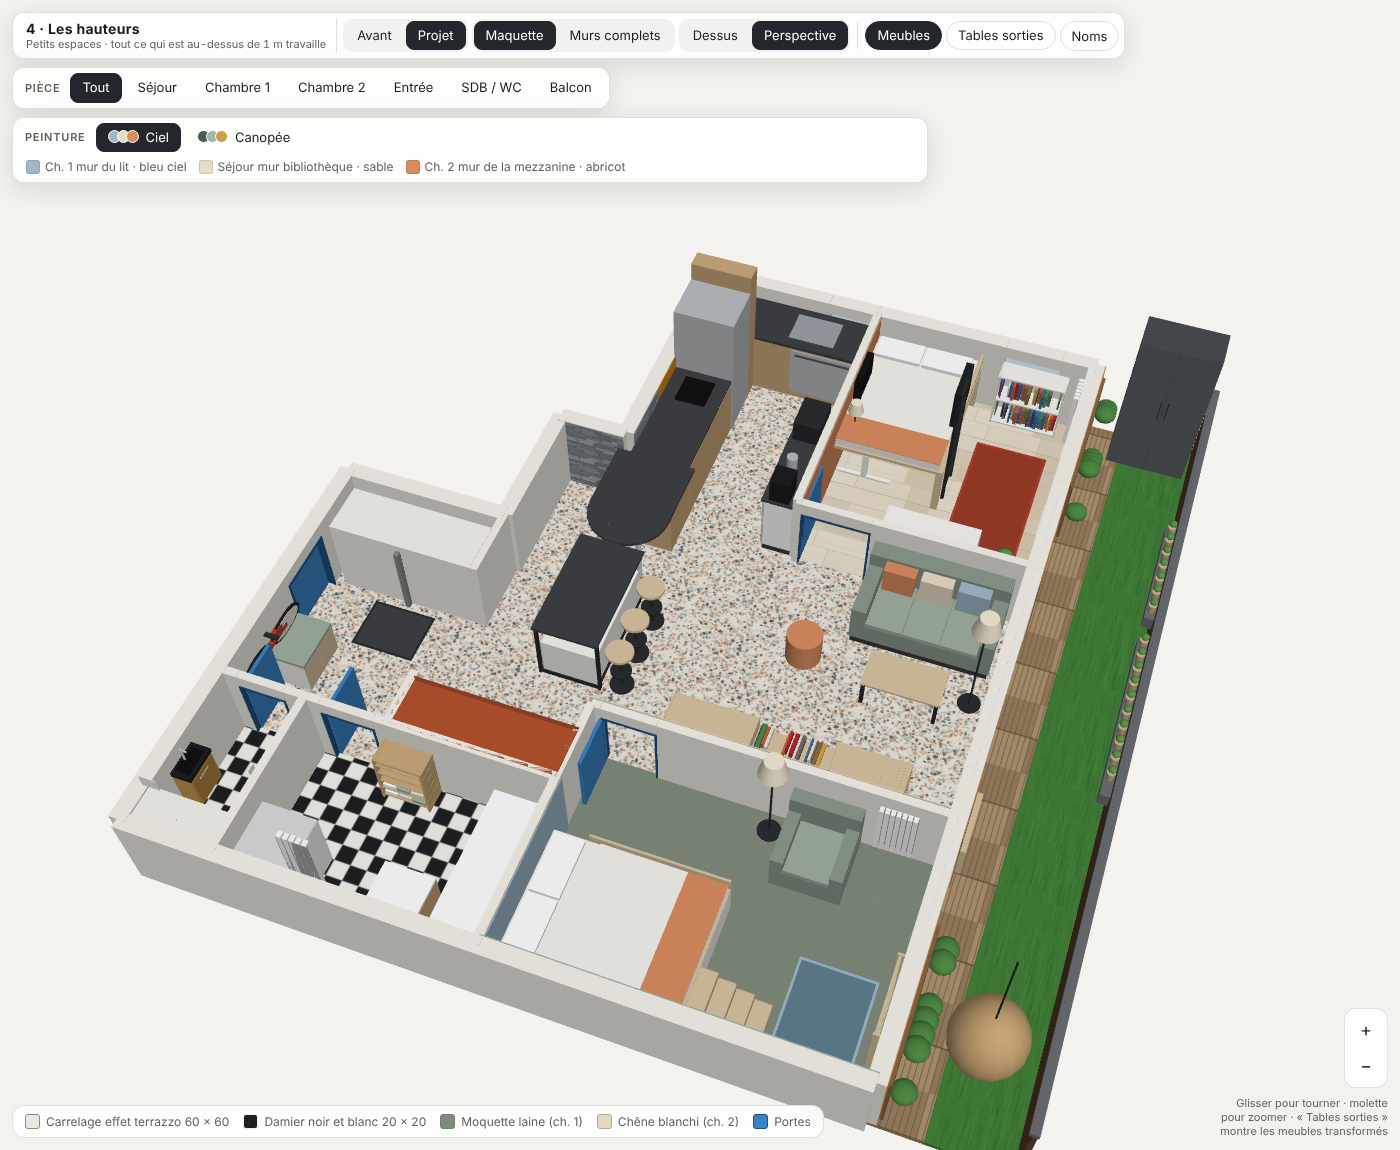 4 · Les hauteurs
Petits espaces · tout ce qui est au-dessus de 1 m travaille
Avant
Projet
Maquette
Murs complets
Dessus
Perspective
Meubles
Tables sorties
Noms
PIÈCE
Tout
Séjour
Chambre 1
Chambre 2
Entrée
SDB / WC
Balcon
PEINTURE
Ciel
Canopée
Ch. 1 mur du lit · bleu ciel
Séjour mur bibliothèque · sable
Ch. 2 mur de la mezzanine · abricot
+
−
Glisser pour tourner · molette
pour zoomer · « Tables sorties »
montre les meubles transformés
Carrelage effet terrazzo 60 × 60
Damier noir et blanc 20 × 20
Moquette laine (ch. 1)
Chêne blanchi (ch. 2)
Portes